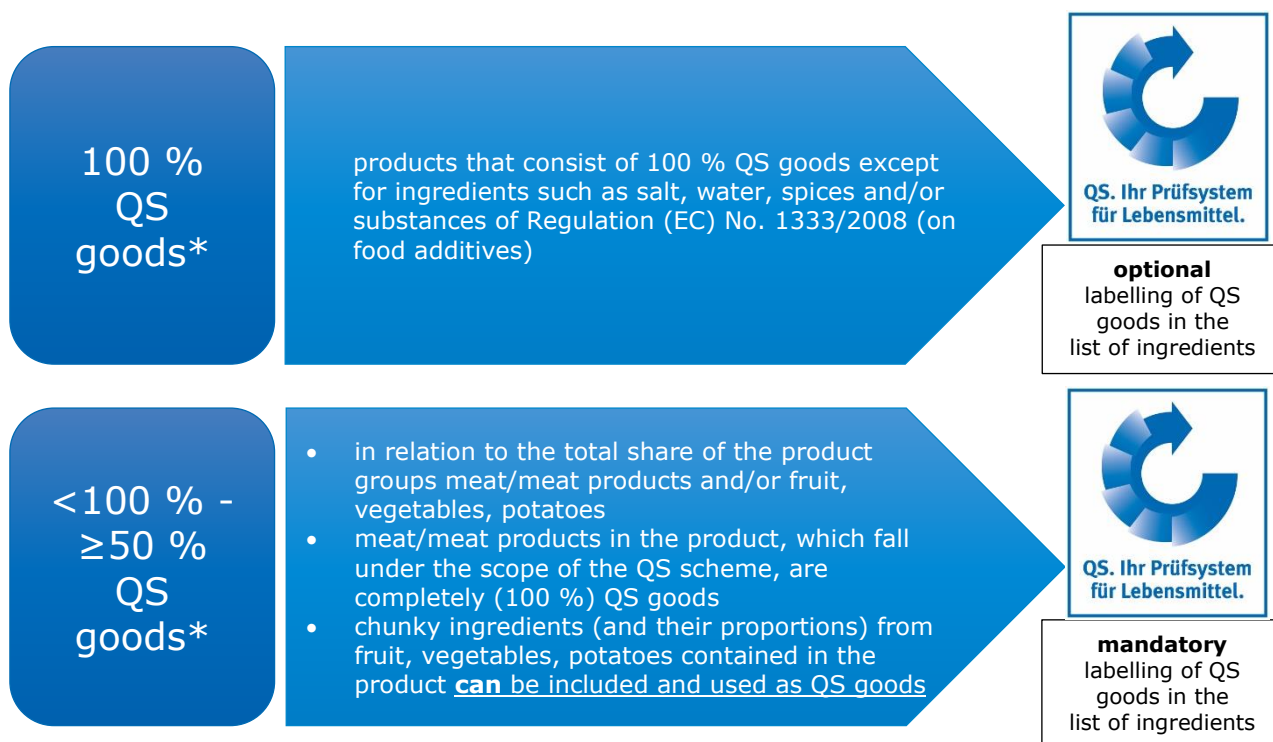 100 %
QS
goods*
products that consist of 100 % QS goods except
for ingredients such as salt, water, spices and/or
substances of Regulation (EC) No. 1333/2008 (on
food additives)
QS. Ihr Prüfsystem
für Lebensmittel.
optional
labelling of QS
goods in the
list of ingredients
<100 % -
≥50 %
QS
goods*
• in relation to the total share of the product
groups meat/meat products and/or fruit,
vegetables, potatoes
• meat/meat products in the product, which fall
under the scope of the QS scheme, are
completely (100 %) QS goods
• chunky ingredients (and their proportions) from
fruit, vegetables, potatoes contained in the
product can be included and used as QS goods
QS. Ihr Prüfsystem
für Lebensmittel.
mandatory
labelling of QS
goods in the
list of ingredients